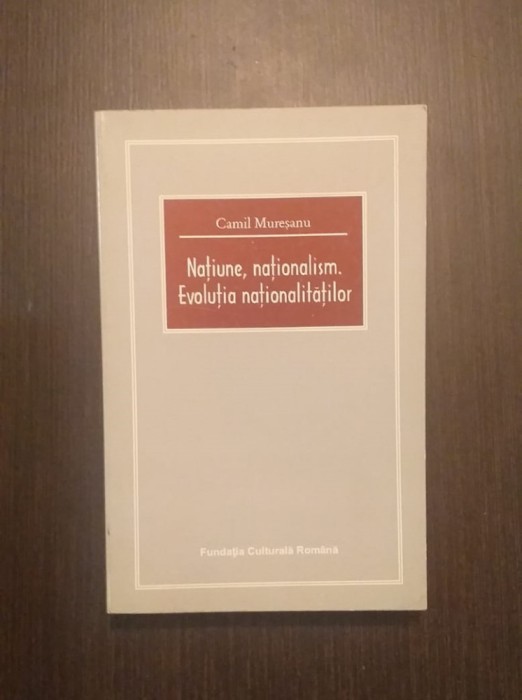 Camil Mureșanu
Națiune, naționalism.
Evoluția naționalităților
Fundația Culturală Română